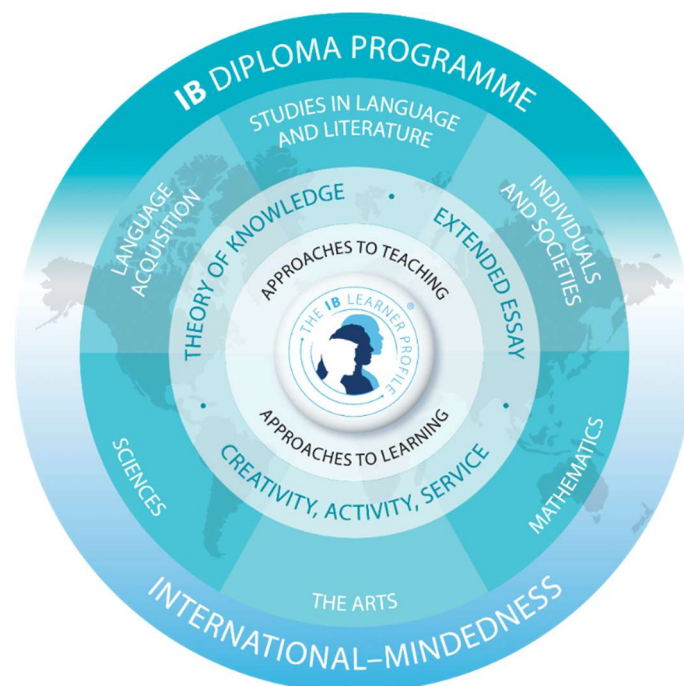 IB DIPLOMA PROGRAMME
STUDIES IN LANGUAGE
AND LITERATURE
LANGUAGE
ACQUISITION
INDIVIDUALS
AND SOCIETIES
THEORY OF KNOWLEDGE
•
EXTENDED ESSAY
APPROACHES TO TEACHING
THE IB LEARNER PROFILE
®
APPROACHES TO LEARNING
•
CREATIVITY, ACTIVITY, SERVICE
•
SCIENCES
MATHEMATICS
THE ARTS
INTERNATIONAL–MINDEDNESS